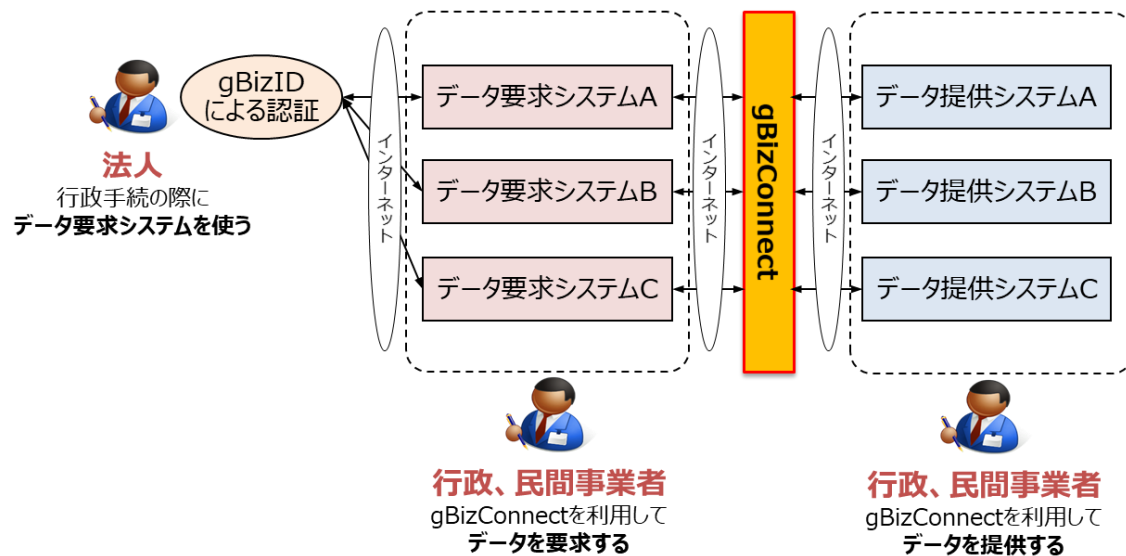 gBizID
による認証
法人
行政手続の際に
データ要求システムを使う
インターネット
データ要求システムA
データ要求システムB
データ要求システムC
インターネット
gBizConnect
インターネット
データ提供システムA
データ提供システムB
データ提供システムC
行政、民間事業者
gBizConnectを利用して
データを要求する
行政、民間事業者
gBizConnectを利用して
データを提供する